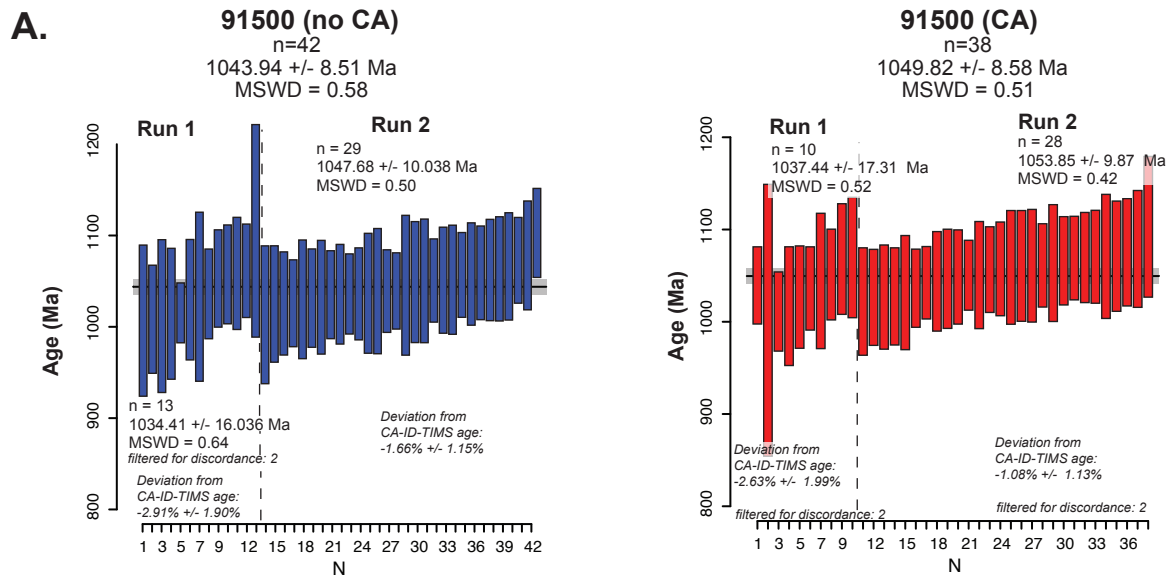 A.
91500 (no CA)
n=42
1043.94 +/- 8.51 Ma
MSWD = 0.58
Run 1
Run 2
n = 29
1047.68 +/- 10.038 Ma
MSWD = 0.50
1200
1100
1000
900
800
Age (Ma)
n = 13
1034.41 +/- 16.036 Ma
MSWD = 0.64
filtered for discordance: 2
Deviation from
CA-ID-TIMS age:
-2.91% +/- 1.90%
Deviation from
CA-ID-TIMS age:
-1.66% +/- 1.15%
1 3 5 7 9 12 15 18 21 24 27 30 33 36 39 42
N
91500 (CA)
n=38
1049.82 +/- 8.58 Ma
MSWD = 0.51
Run 1
n = 10
1037.44 +/- 17.31 Ma
MSWD = 0.52
Run 2
n = 28
1053.85 +/- 9.87 Ma
MSWD = 0.42
1200
1100
1000
900
800
Age (Ma)
Deviation from
CA-ID-TIMS age:
-2.63% +/- 1.99%
filtered for discordance: 2
Deviation from
CA-ID-TIMS age:
-1.08% +/- 1.13%
filtered for discordance: 2
1 3 5 7 9 12 15 18 21 24 27 30 33 36
N